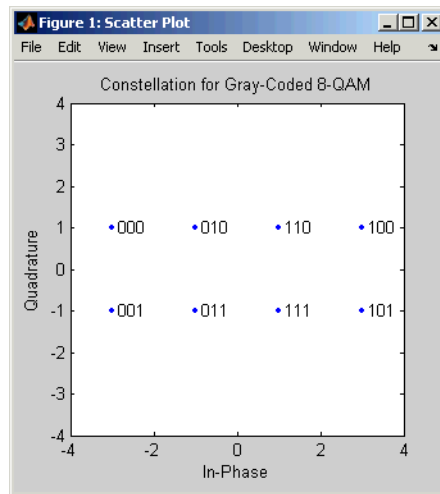 Figure 1: Scatter Plot
File Edit View Insert Tools Desktop Window Help
Constellation for Gray-Coded 8-QAM
4
3
2
1
0
-1
-2
-3
-4
Quadrature
000 010 110 100
001 011 111 101
-4 -2 0 2 4
In-Phase